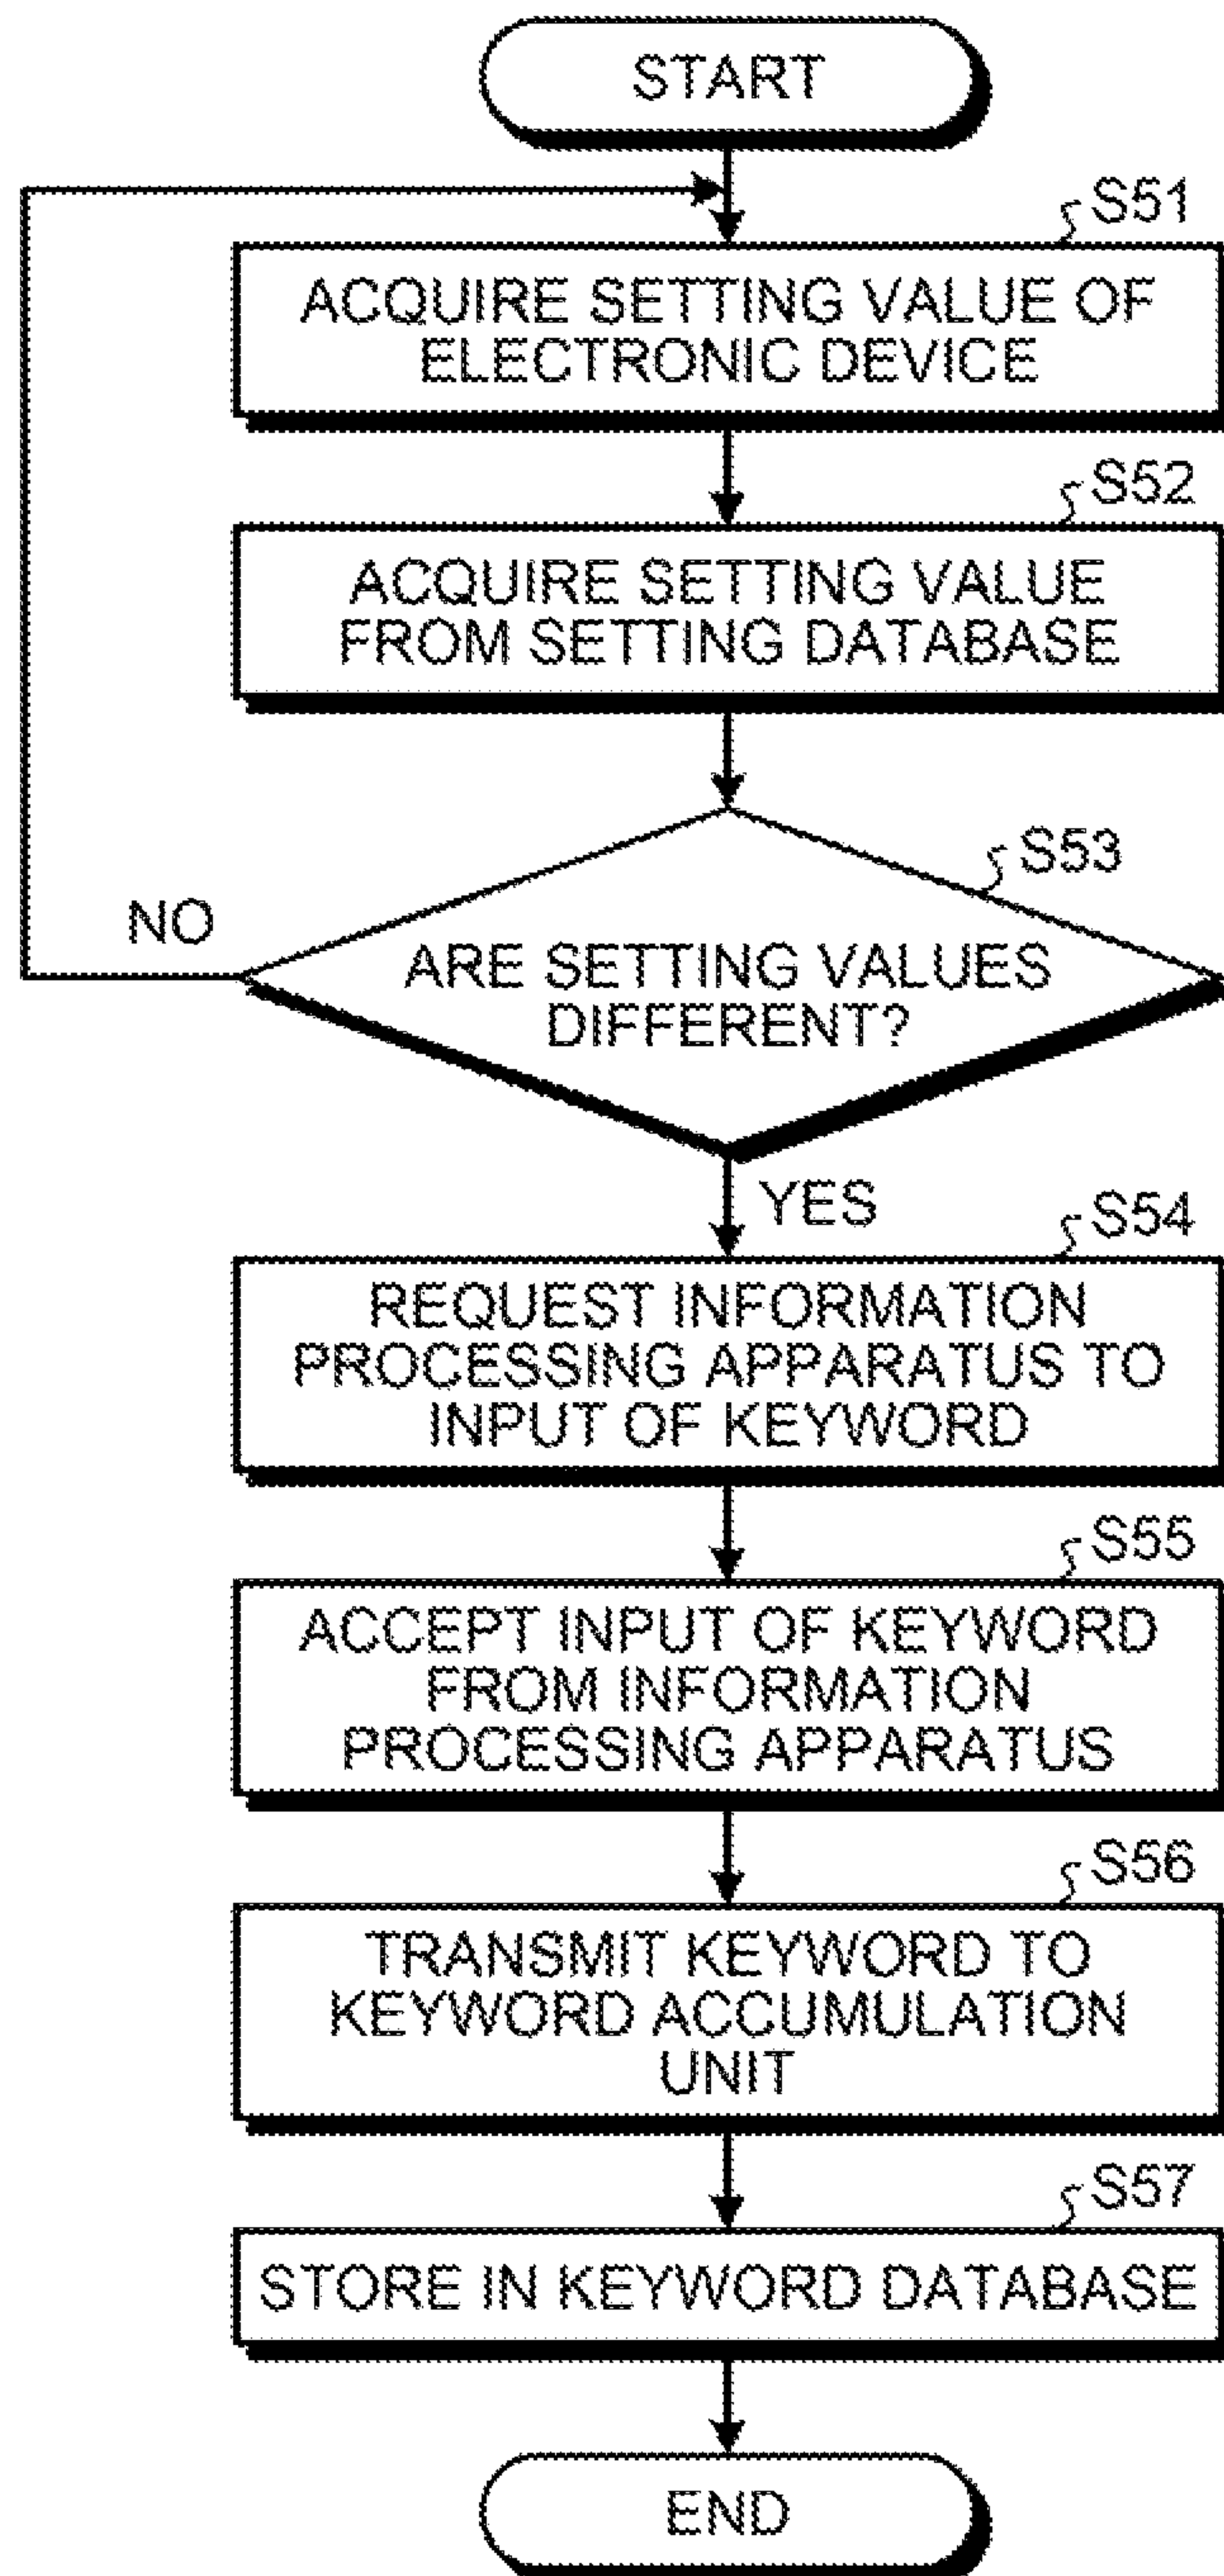 START
S51
ACQUIRE SETTING VALUE OF
ELECTRONIC DEVICE
S52
ACQUIRE SETTING VALUE
FROM SETTING DATABASE
S53
NO
ARE SETTING VALUES
DIFFERENT?
YES
S54
REQUEST INFORMATION
PROCESSING APPARATUS TO
INPUT OF KEYWORD
S55
ACCEPT INPUT OF KEYWORD
FROM INFORMATION
PROCESSING APPARATUS
S56
TRANSMIT KEYWORD TO
KEYWORD ACCUMULATION
UNIT
S57
STORE IN KEYWORD DATABASE
END